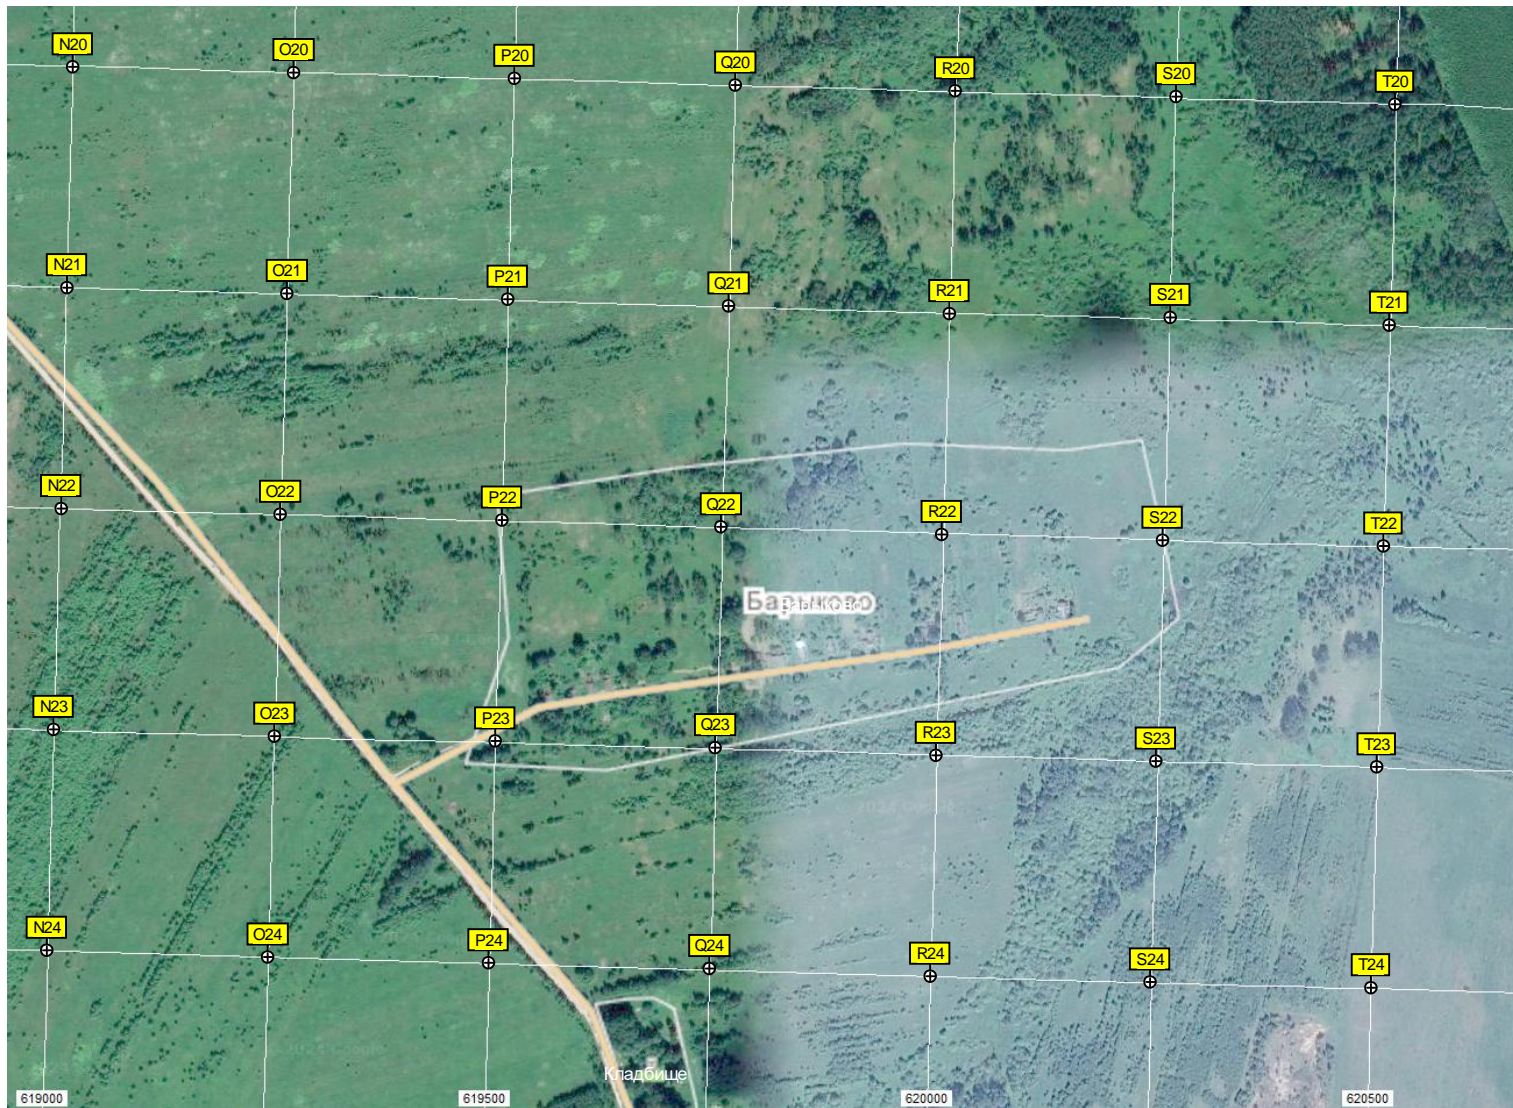 N20 O20 P20 Q20 R20 S20 T20
N21 O21 P21 Q21 R21 S21 T21
N22 O22 P22 Q22 R22 S22 T22
Барыково
N23 O23 P23 Q23 R23 S23 T23
N24 O24 P24 Q24 R24 S24 T24
Кладбище
619000 619500 620000 620500